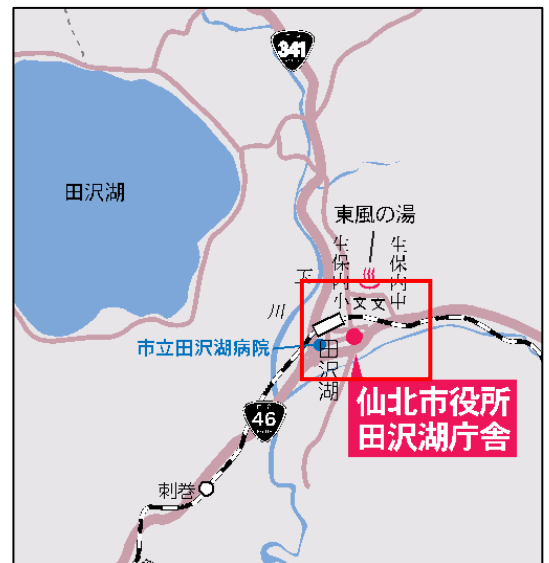 341
田沢湖
東風の湯
生保内小
生保内中
文文
下
川
市立田沢湖病院
田沢湖
仙北市役所
田沢湖庁舎
46
刺巻